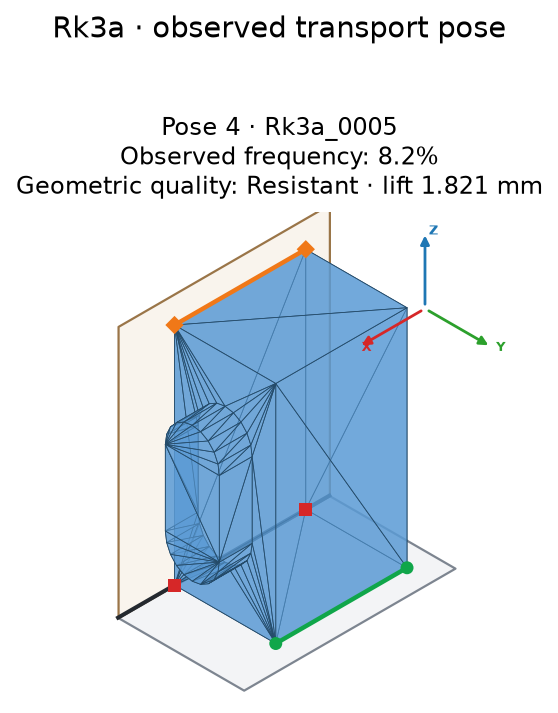 Rk3a · observed transport pose
Pose 4 · Rk3a_0005
Observed frequency: 8.2%
Geometric quality: Resistant · lift 1.821 mm
Z
X
Y